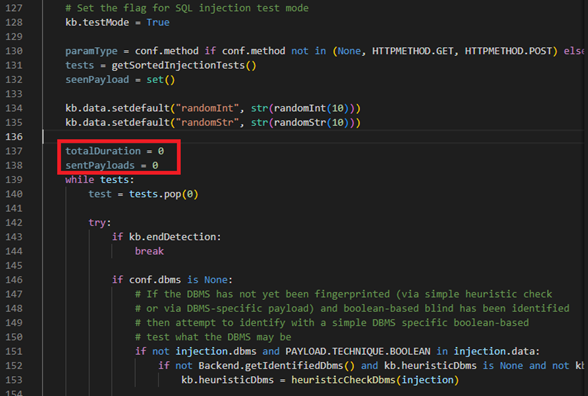 127 # Set the flag for SQL injection test mode
128 kb.testMode = True
129
130 paramType = conf.method if conf.method not in (None, HTTPMETHOD.GET, HTTPMETHOD.POST) else
131 tests = getSortedInjectionTests()
132 seenPayload = set()
133
134 kb.data.setdefault("randomInt", str(randomInt(10)))
135 kb.data.setdefault("randomStr", str(randomStr(10)))
136
137 totalDuration = 0
138 sentPayloads = 0
139 while tests:
140 test = tests.pop(0)
141
142 try:
143 if kb.endDetection:
144 break
145
146 if conf.dbms is None:
147 # If the DBMS has not yet been fingerprinted (via simple heuristic check
148 # or via DBMS-specific payload) and boolean-based blind has been identified
149 # then attempt to identify with a simple DBMS specific boolean-based
150 # test what the DBMS may be
151 if not injection.dbms and PAYLOAD.TECHNIQUE.BOOLEAN in injection.data:
152 if not Backend.getIdentifiedDbms() and kb.heuristicDbms is None and not kb
153 kb.heuristicDbms = heuristicCheckDbms(injection)
154